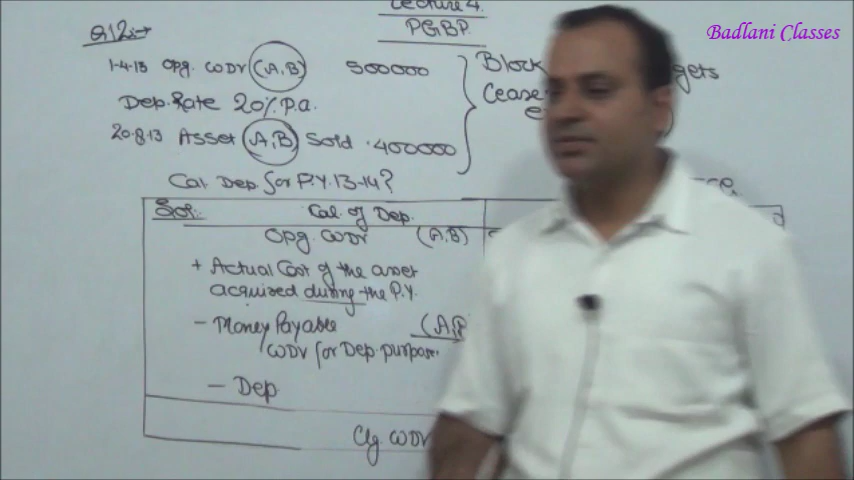 Lecture 4
PGBP
Badlani Classes
Q12:→
1-4-13 Opg. WDV (A,B) 500000
Dep. Rate 20% P.a.
20-8-13 Asset A,B Sold 400000
Block gets
Cease
Cal. Dep. for P.Y. 13-14?
Sol: Cal. of Dep.
Opg. WDV (A,B)
+ Actual Cost of the asset
acquired during the P.Y.
- Money Payable (A,B
WDV for Dep. purpose
- Dep
Clg WDV